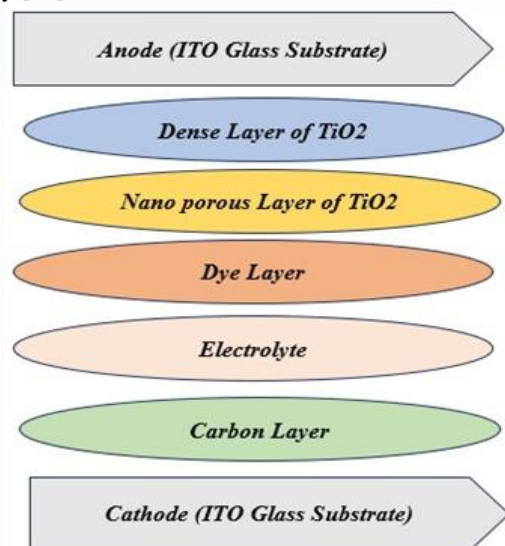 Anode (ITO Glass Substrate)
Dense Layer of TiO2
Nano porous Layer of TiO2
Dye Layer
Electrolyte
Carbon Layer
Cathode (ITO Glass Substrate)